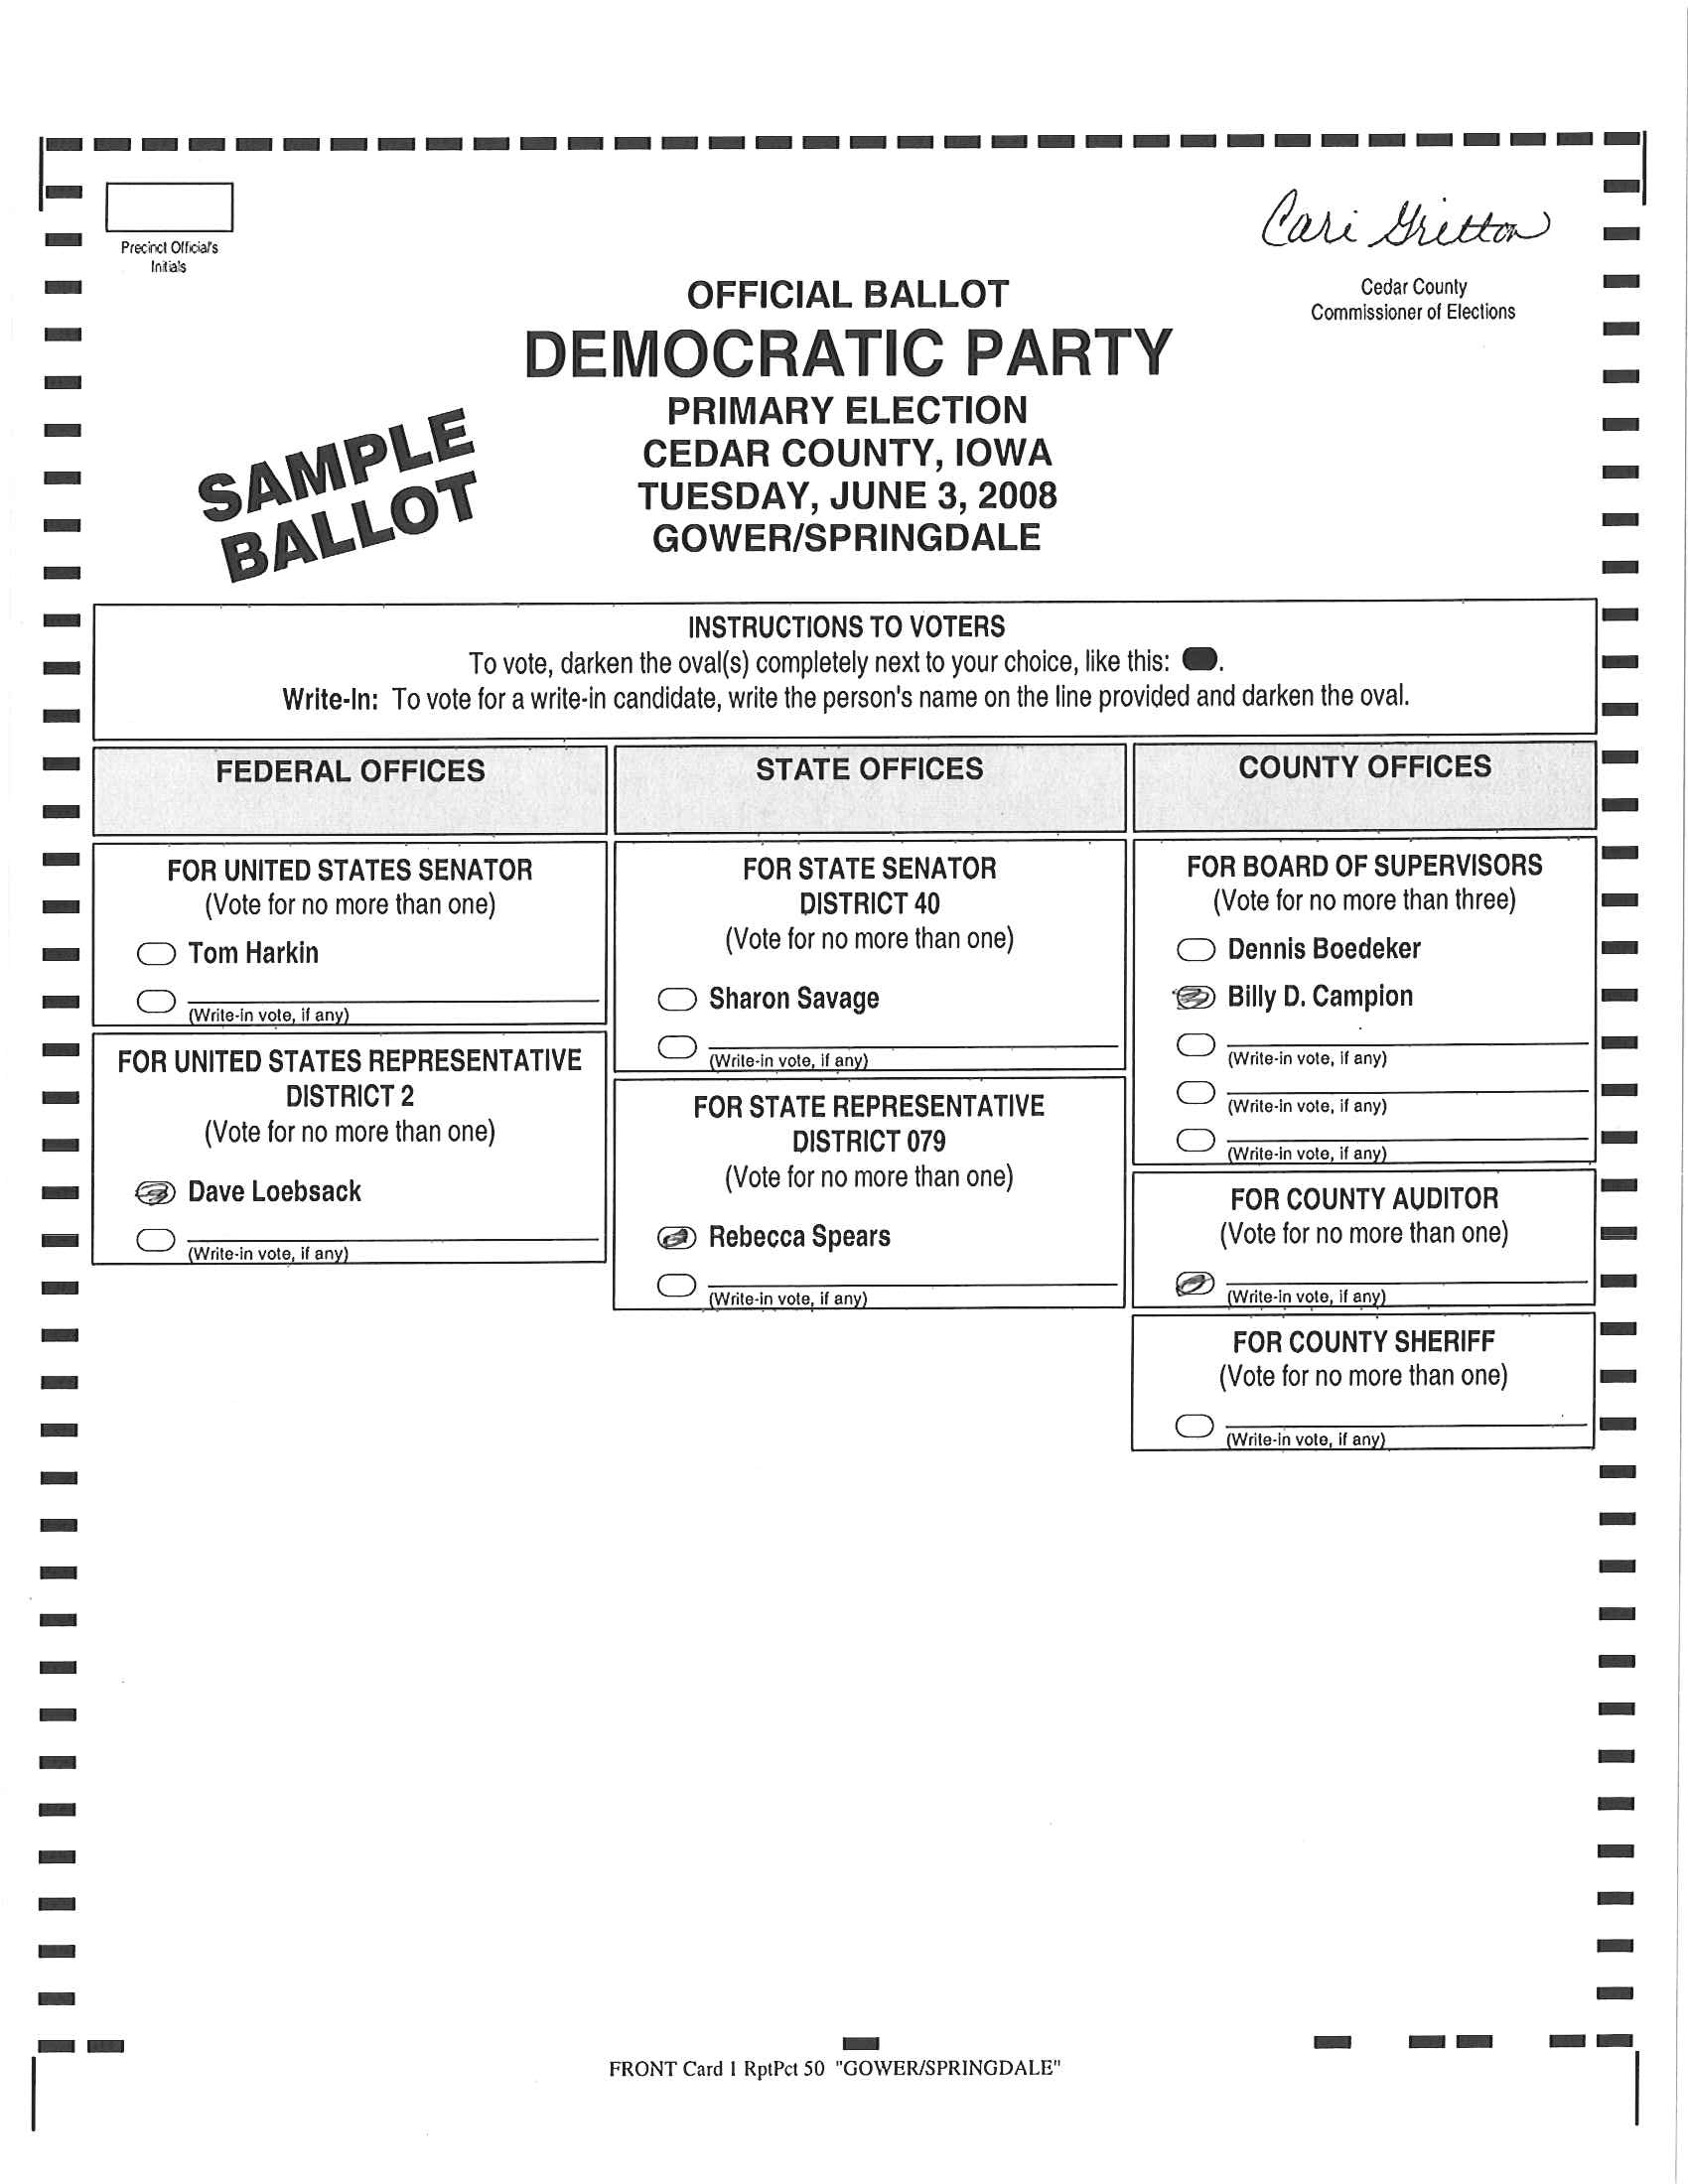 Precinct Official's
Initials
Cari Gritton
Cedar County
Commissioner of Elections
OFFICIAL BALLOT
DEMOCRATIC PARTY
PRIMARY ELECTION
CEDAR COUNTY, IOWA
TUESDAY, JUNE 3, 2008
GOWER/SPRINGDALE
SAMPLE
BALLOT
INSTRUCTIONS TO VOTERS
To vote, darken the oval(s) completely next to your choice, like this: .
Write-In: To vote for a write-in candidate, write the person's name on the line provided and darken the oval.
FEDERAL OFFICES
FOR UNITED STATES SENATOR
(Vote for no more than one)
Tom Harkin
(Write-in vote, if any)
FOR UNITED STATES REPRESENTATIVE
DISTRICT 2
(Vote for no more than one)
Dave Loebsack
(Write-in vote, if any)
STATE OFFICES
FOR STATE SENATOR
DISTRICT 40
(Vote for no more than one)
Sharon Savage
(Write-in vote, if any)
FOR STATE REPRESENTATIVE
DISTRICT 079
(Vote for no more than one)
Rebecca Spears
(Write-in vote, if any)
COUNTY OFFICES
FOR BOARD OF SUPERVISORS
(Vote for no more than three)
Dennis Boedeker
Billy D. Campion
(Write-in vote, if any)
(Write-in vote, if any)
(Write-in vote, if any)
FOR COUNTY AUDITOR
(Vote for no more than one)
(Write-in vote, if any)
FOR COUNTY SHERIFF
(Vote for no more than one)
(Write-in vote, if any)
FRONT Card 1 RptPct 50 "GOWER/SPRINGDALE"